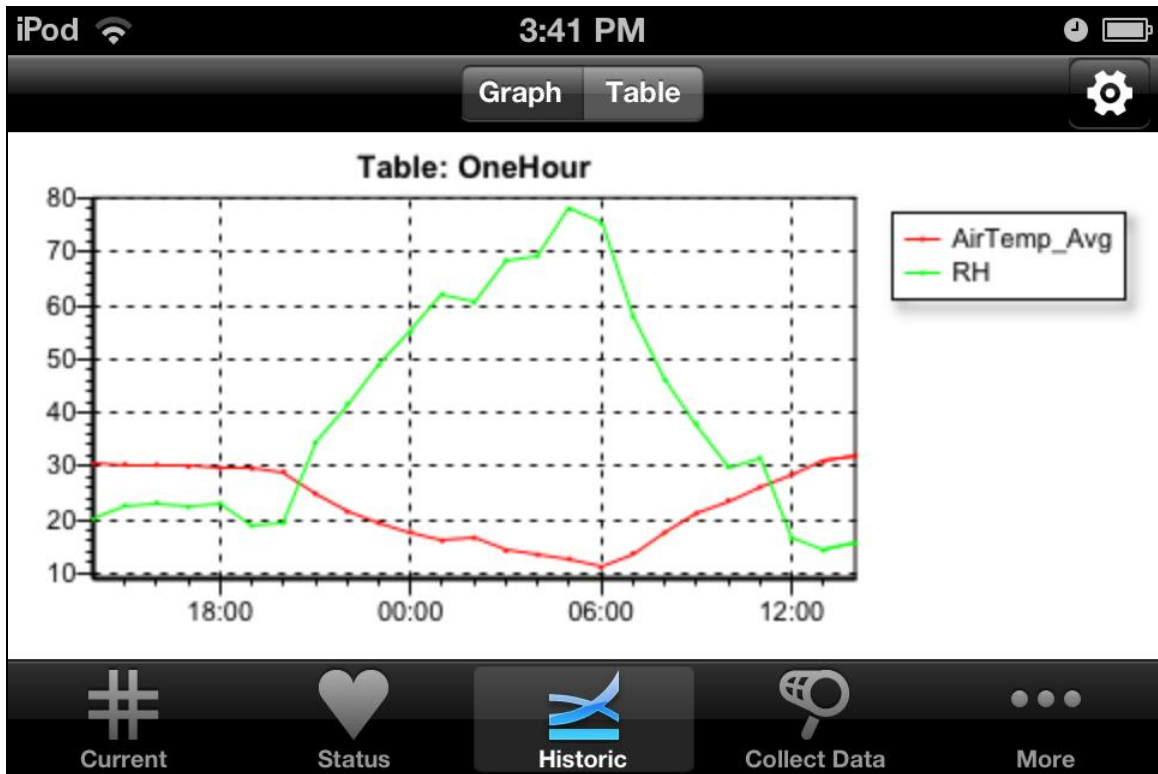 iPod 3:41 PM
Graph Table
Table: OneHour
80
70
60
50
40
30
20
10
18:00 00:00 06:00 12:00
AirTemp_Avg
RH
Current Status Historic Collect Data More